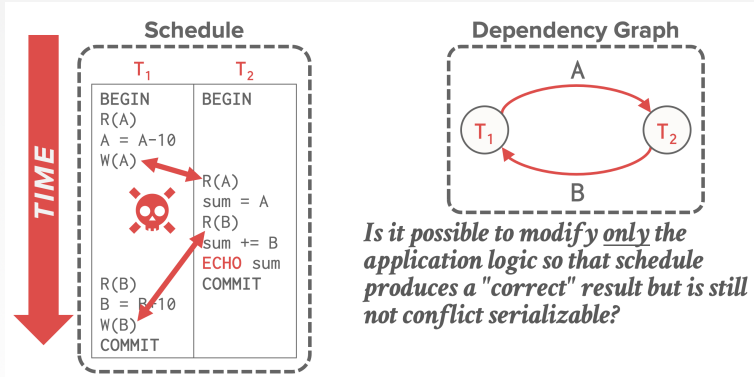 Schedule
TIME
T1
T2
BEGIN
R(A)
A = A-10
W(A)
R(B)
B = B+10
W(B)
COMMIT
BEGIN
R(A)
sum = A
R(B)
sum += B
ECHO sum
COMMIT
Dependency Graph
A
T1
T2
B
Is it possible to modify only the
application logic so that schedule
produces a "correct" result but is still
not conflict serializable?